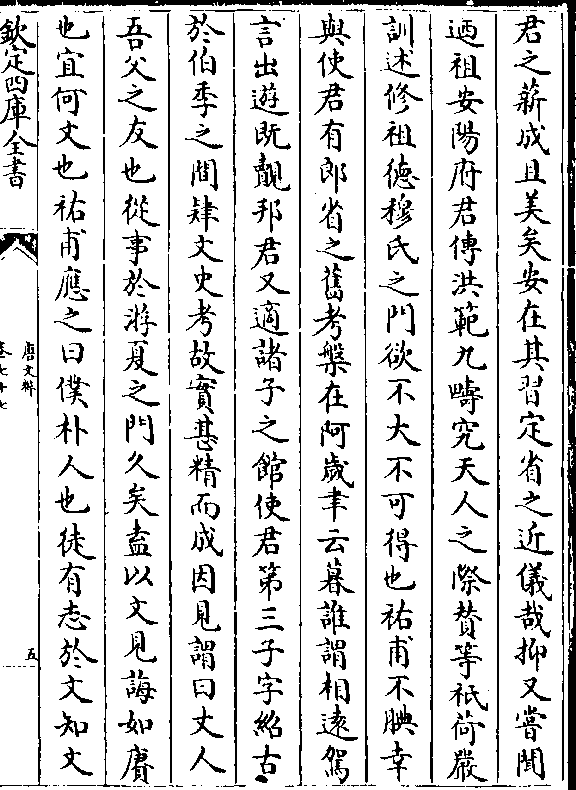 君之薪成且美矣安在其習定省之近儀哉抑又嘗聞
迺祖安陽府君傳洪範九疇究天人之際賛等祇荷嚴
訓述修祖德穆氏之門欲不大不可得也祐甫不腆幸
與使君有郎省之舊考槃在阿歲聿云暮誰謂相遠駕
言出遊既覿邦君又適諸子之館使君第三子字紹古
於伯季之間肄文史考故實甚精而成因見謂曰丈人
吾父之友也從事於游夏之門久矣盍以文見誨如賡
也宜何文也祐甫應之曰僕朴人也徒有志於文知文
欽定四庫全書
唐文粹
卷七十七
五